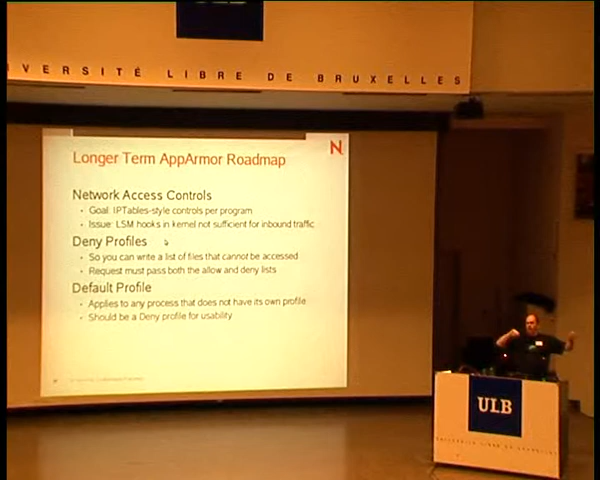 UNIVERSITÉ LIBRE DE BRUXELLES
Longer Term AppArmor Roadmap
N
Network Access Controls
- Goal: IPTables-style controls per program
- Issue: LSM hooks in kernel not sufficient for inbound traffic
Deny Profiles
- So you can write a list of files that cannot be accessed
- Request must pass both the allow and deny lists
Default Profile
- Applies to any process that does not have its own profile
- Should be a Deny profile for usability
ULB